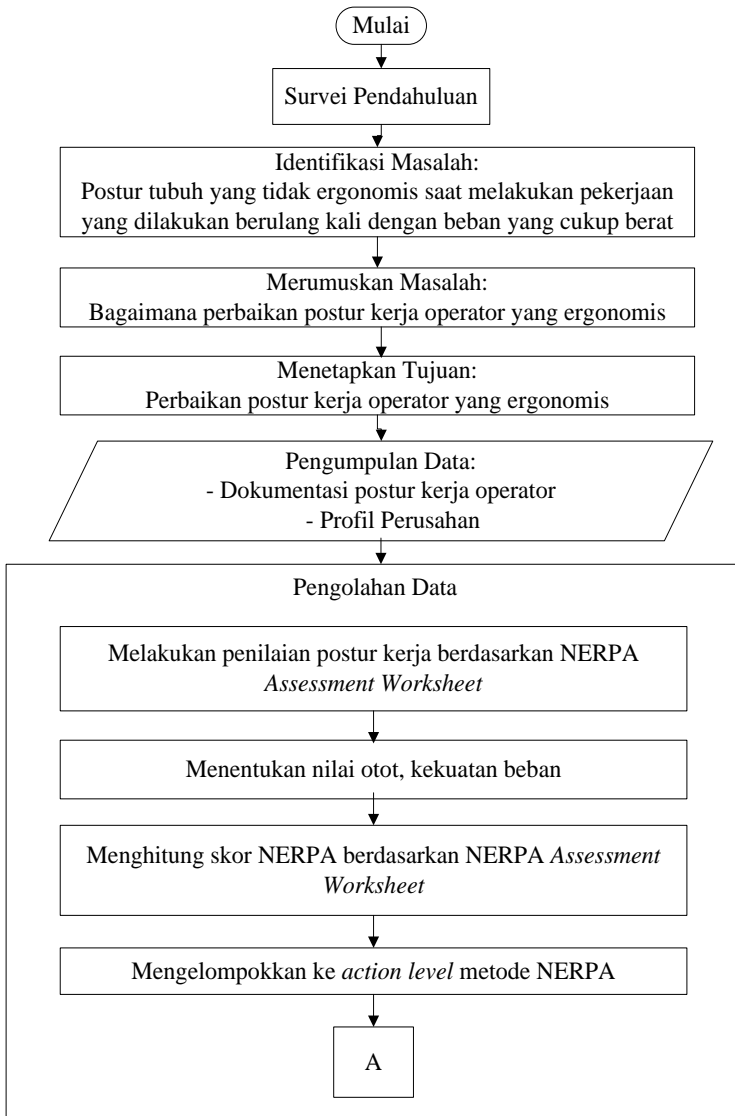 Mulai
Survei Pendahuluan
Identifikasi Masalah:
Postur tubuh yang tidak ergonomis saat melakukan pekerjaan
yang dilakukan berulang kali dengan beban yang cukup berat
Merumuskan Masalah:
Bagaimana perbaikan postur kerja operator yang ergonomis
Menetapkan Tujuan:
Perbaikan postur kerja operator yang ergonomis
Pengumpulan Data:
- Dokumentasi postur kerja operator
- Profil Perusahan
Pengolahan Data
Melakukan penilaian postur kerja berdasarkan NERPA
Assessment Worksheet
Menentukan nilai otot, kekuatan beban
Menghitung skor NERPA berdasarkan NERPA Assessment
Worksheet
Mengelompokkan ke action level metode NERPA
A